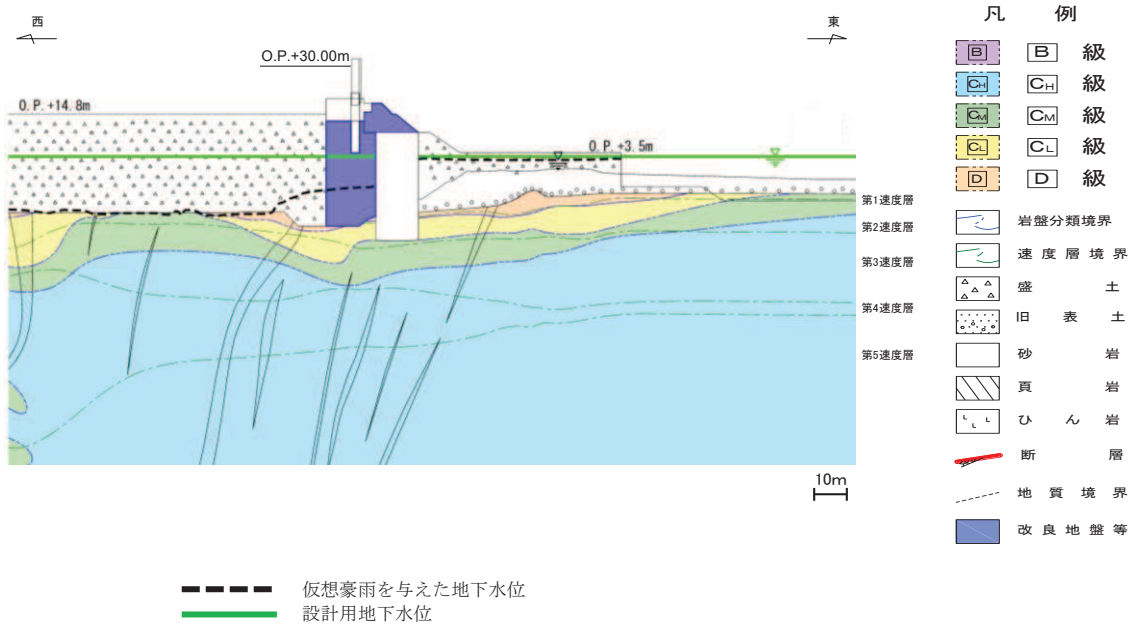 西
東
O.P.+30.00m
O.P.+14.8m
O.P.+3.5m
第1速度層
第2速度層
第3速度層
第4速度層
第5速度層
10m
凡 例
B B 級
CH CH 級
CM CM 級
CL CL 級
D D 級
岩盤分類境界
速度層境界
盛 土
旧 表 土
砂 岩
頁 岩
ひ ん 岩
断 層
地 質 境 界
改 良 地 盤 等
仮想豪雨を与えた地下水位
設計用地下水位